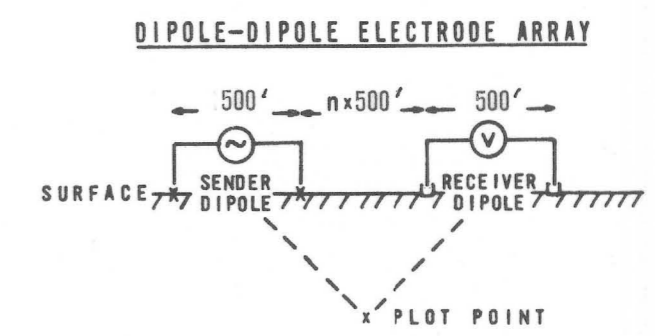 DIPOLE-DIPOLE ELECTRODE ARRAY
500' n×500' 500'
~ V
SURFACE SENDER DIPOLE RECEIVER DIPOLE
x PLOT POINT